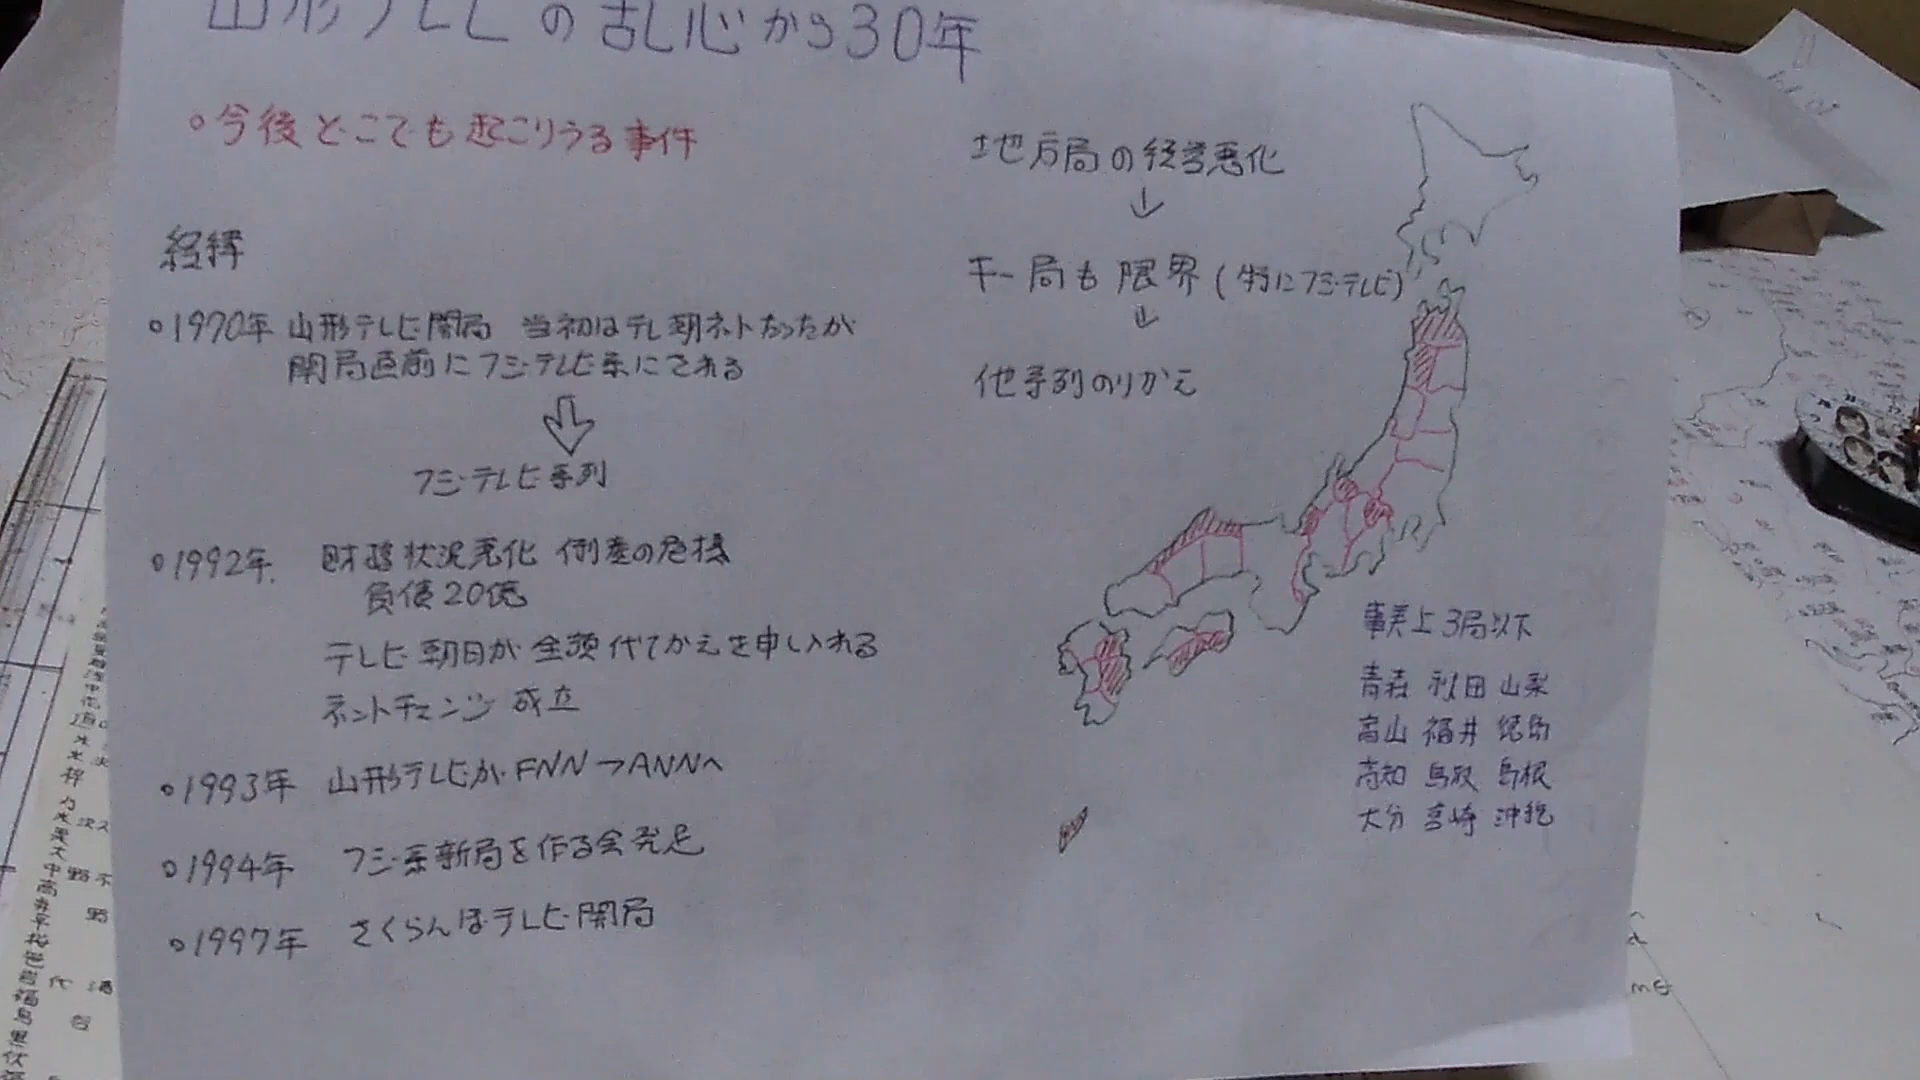 山形テレビの乱心から30年
○今後どこでも起こりうる事件
経緯
○1970年 山形テレビ開局 当初はテレ朝ネットだったが
開局直前にフジテレビ系にされる
⇩
フジテレビ系列
○1992年 財政状況悪化 倒産の危機
負債20億
テレビ朝日が全額代てかえを申し入れる
ネットチェンジ 成立
○1993年 山形テレビがFNN→ANNへ
○1994年 フジ系新局を作る会発足
○1997年 さくらんぼテレビ開局
地方局の経営悪化
↓
キー局も限界(特にフジテレビ)
↓
他系列のりかえ
事実上3局以下
青森 秋田 山梨
富山 福井 徳島
高知 鳥取 島根
大分 宮崎 沖縄